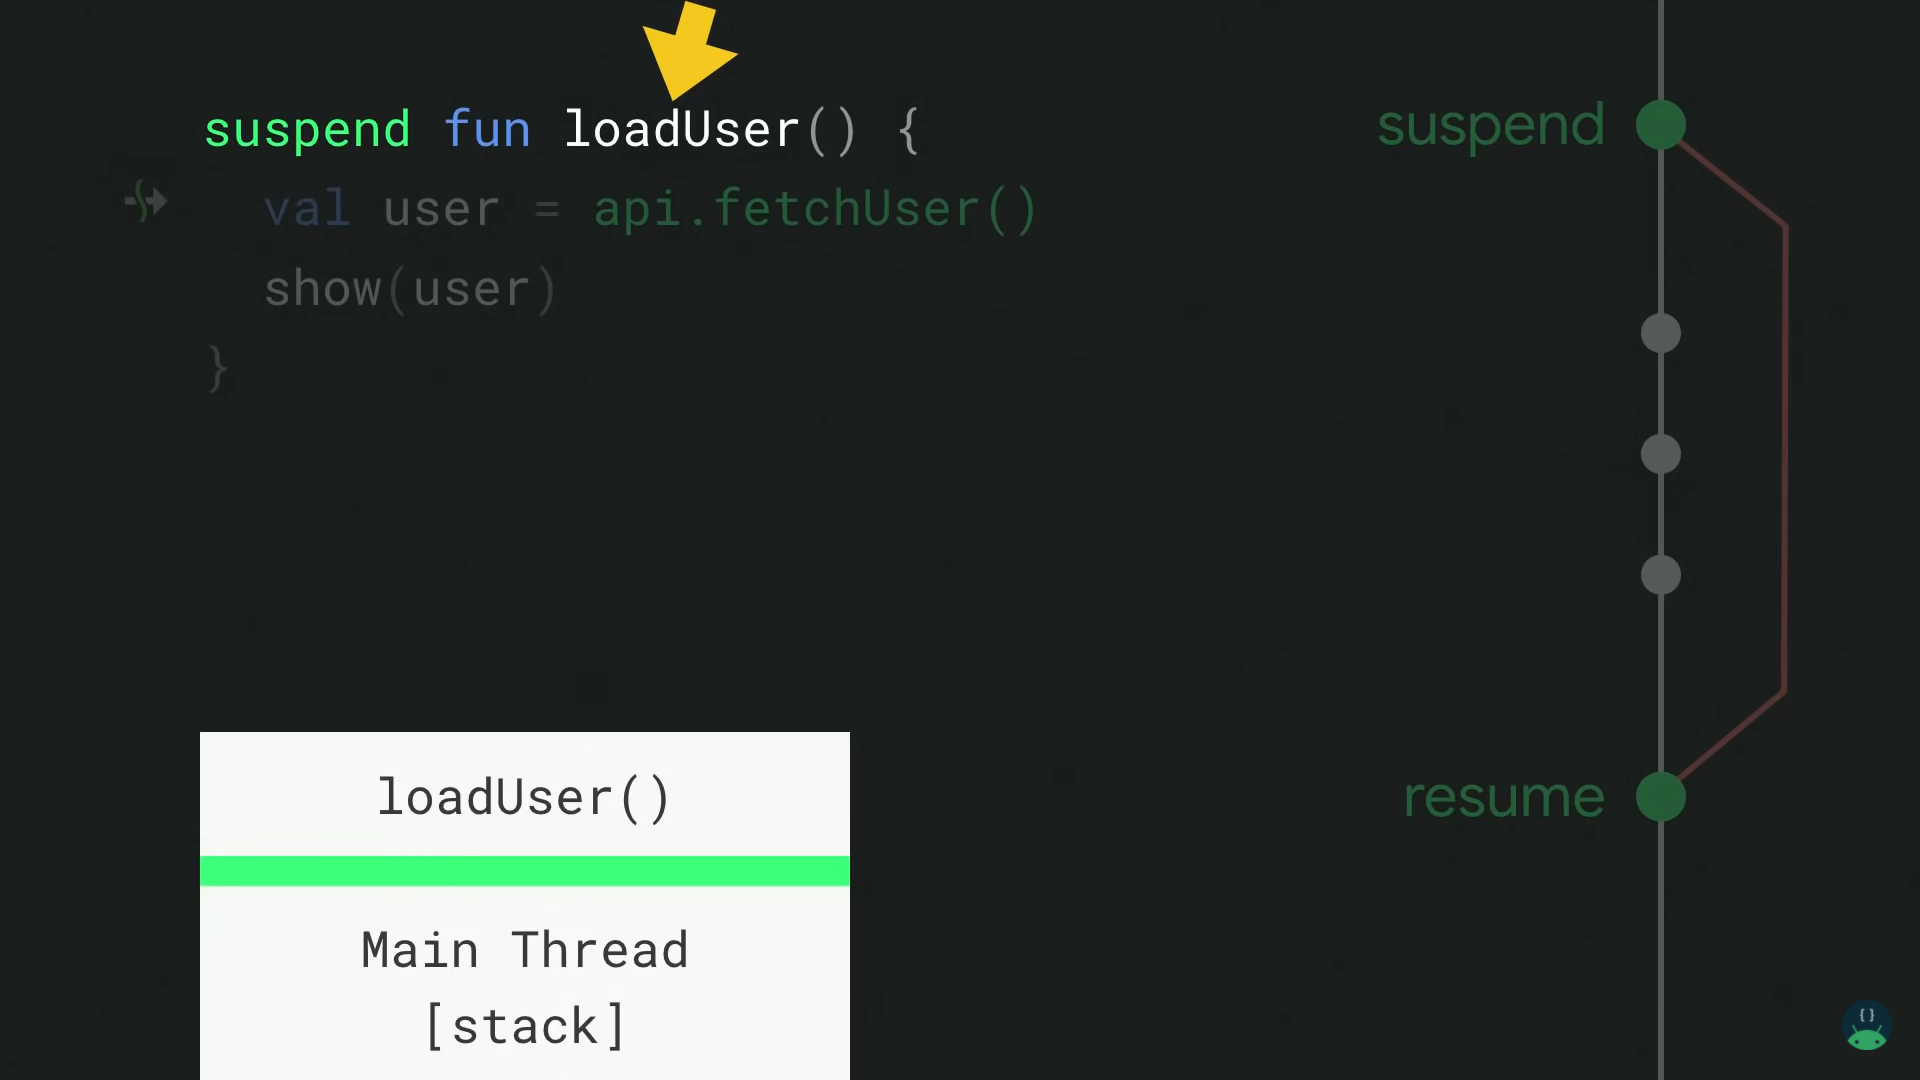 suspend fun loadUser() {
val user = api.fetchUser()
show(user)
}
suspend
resume
loadUser()
Main Thread
[stack]
{}